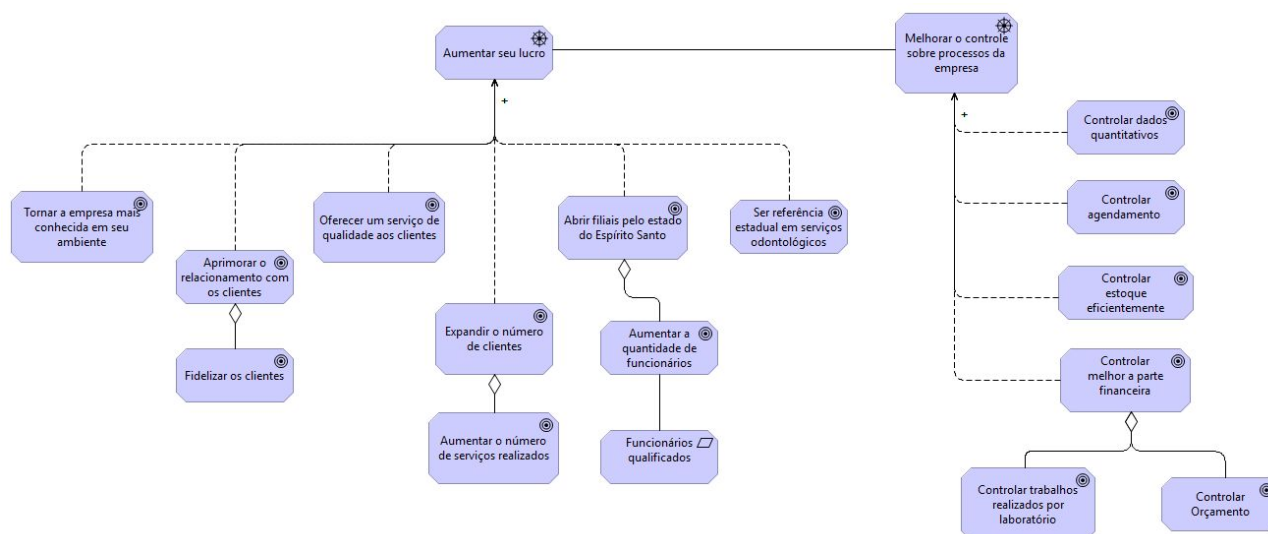 Aumentar seu lucro
Melhorar o controle
sobre processos da
empresa
+
+
Controlar dados
quantitativos
Controlar
agendamento
Controlar
estoque
eficientemente
Controlar
melhor a parte
financeira
Controlar trabalhos
realizados por
laboratório
Controlar
Orçamento
Tornar a empresa mais
conhecida em seu
ambiente
Aprimorar o
relacionamento com
os clientes
Fidelizar os clientes
Oferecer um serviço de
qualidade aos clientes
Expandir o número
de clientes
Aumentar o número
de serviços realizados
Abrir filiais pelo estado
do Espírito Santo
Aumentar a
quantidade de
funcionários
Funcionários
qualificados
Ser referência
estadual em serviços
odontológicos